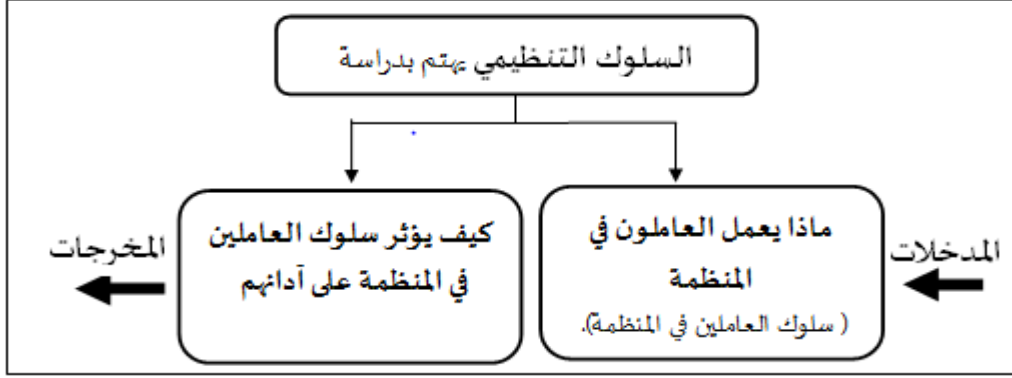 السلوك التنظيمي يهتم بدراسة
المدخلات
ماذا يعمل العاملون في
المنظمة
( سلوك العاملين في المنظمة).
كيف يؤثر سلوك العاملين
في المنظمة على أدائهم
المخرجات